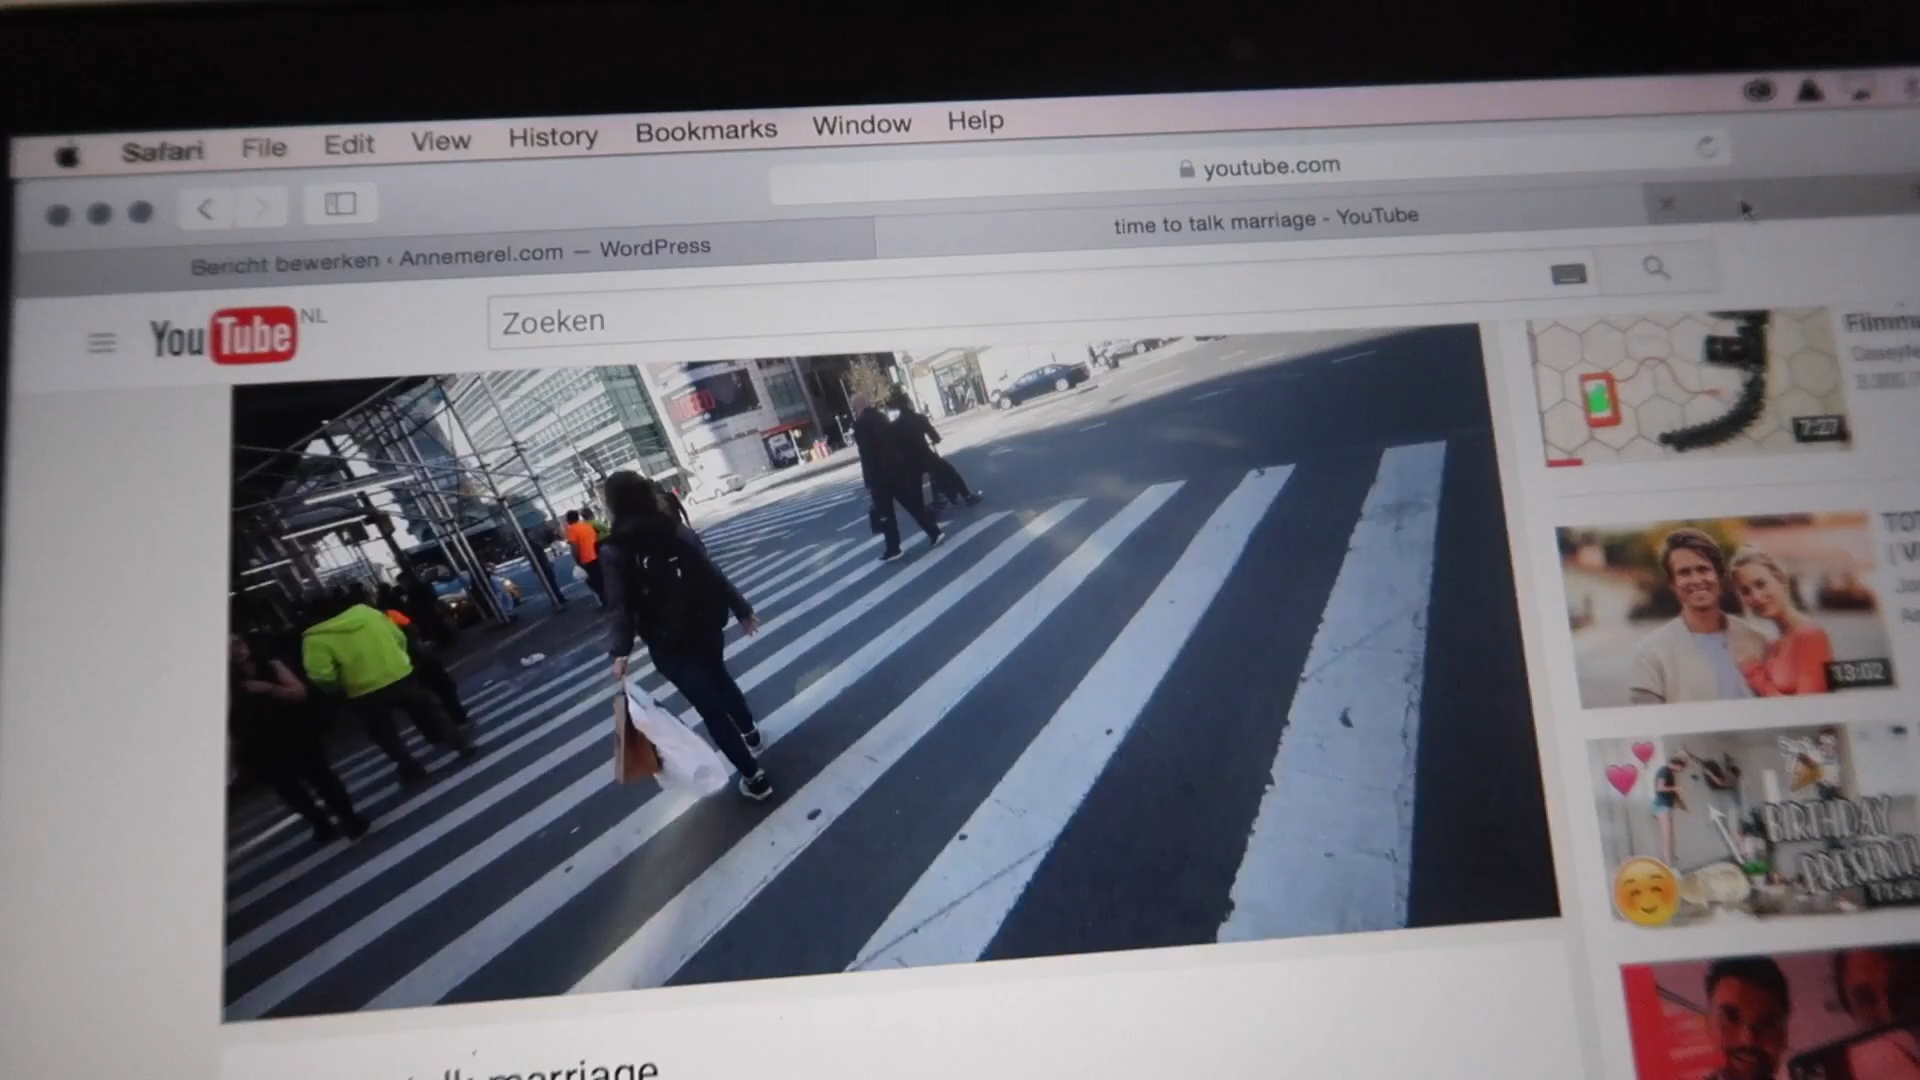 Safari File Edit View History Bookmarks Window Help
youtube.com
Bericht bewerken ‹ Annemerel.com — WordPress
time to talk marriage - YouTube
YouTube NL
Zoeken
7:27
13:02
BIRTHDAY
marriage